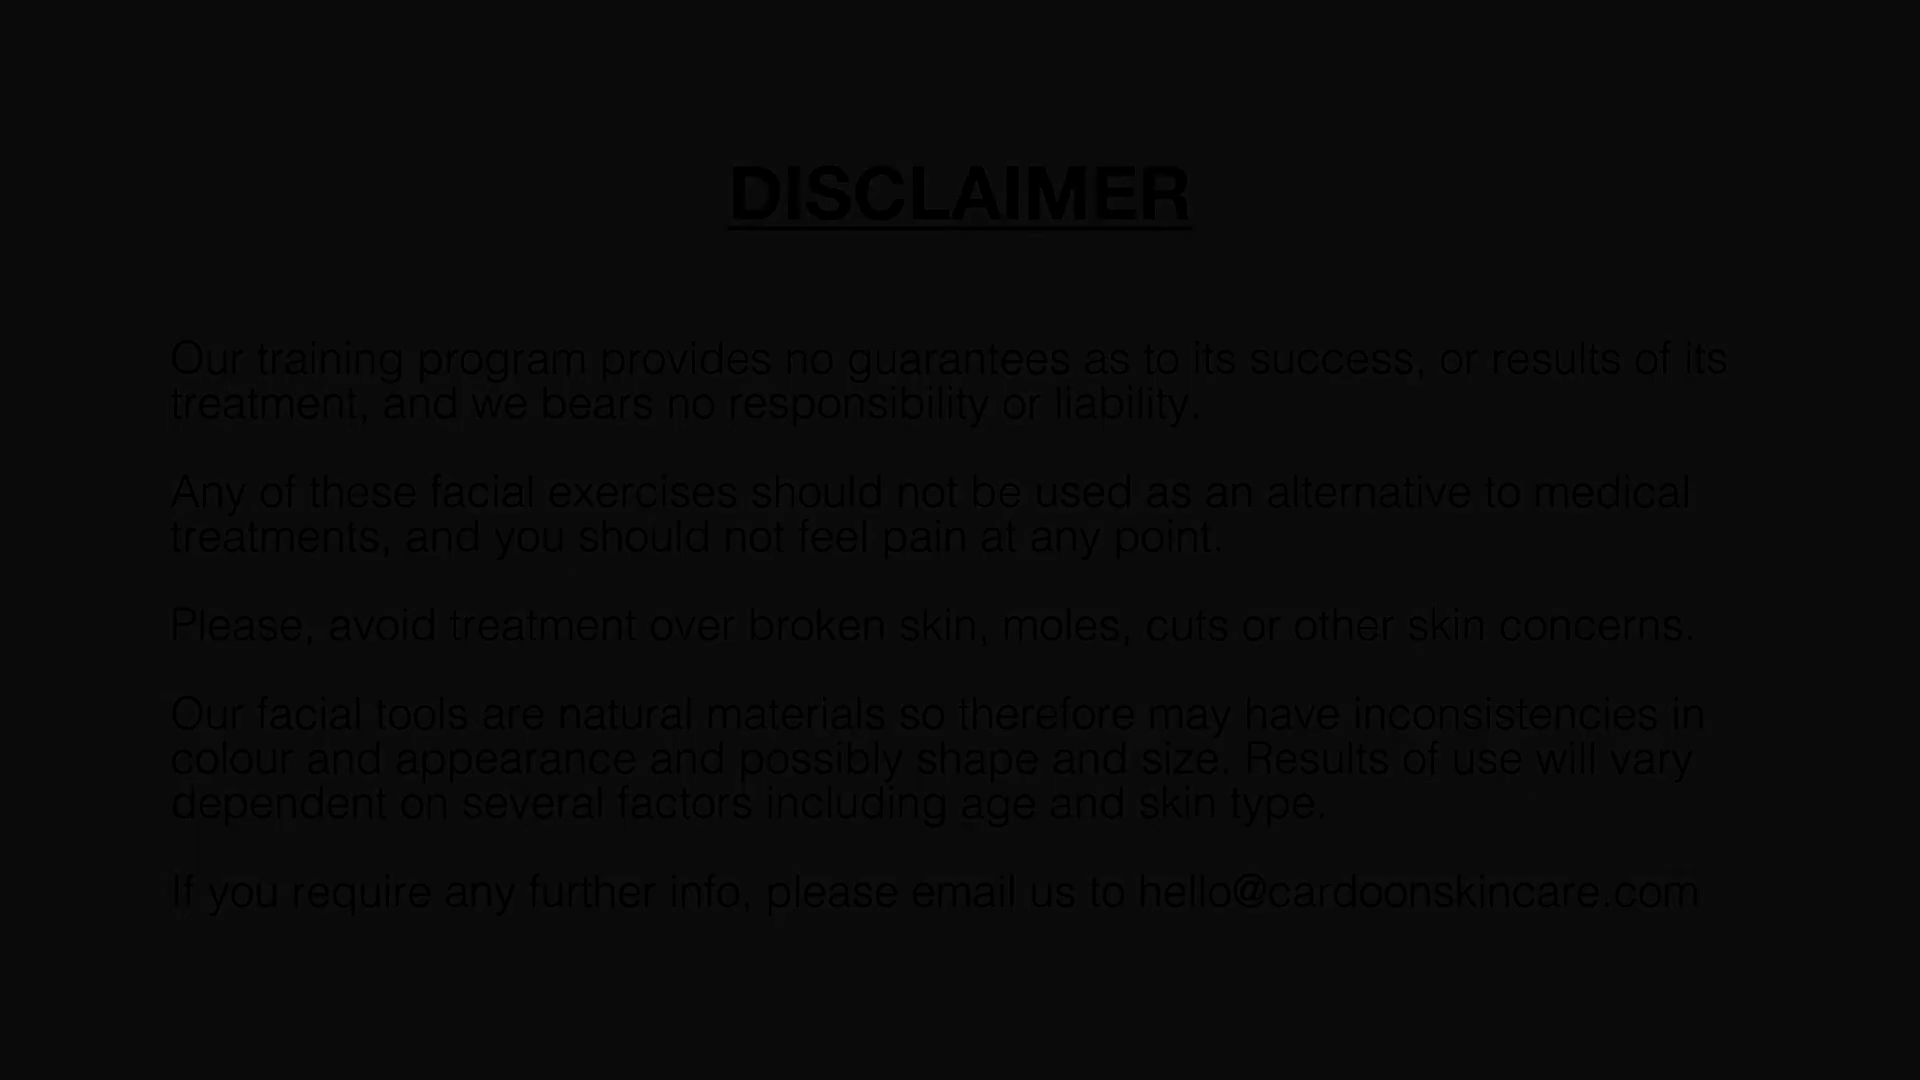 DISCLAIMER
Our training program provides no guarantees as to its success, or results of its
treatment, and we bears no responsibility or liability.
Any of these facial exercises should not be used as an alternative to medical
treatments, and you should not feel pain at any point.
Please, avoid treatment over broken skin, moles, cuts or other skin concerns.
Our facial tools are natural materials so therefore may have inconsistencies in
colour and appearance and possibly shape and size. Results of use will vary
dependent on several factors including age and skin type.
If you require any further info, please email us to hello@cardoonskincare.com